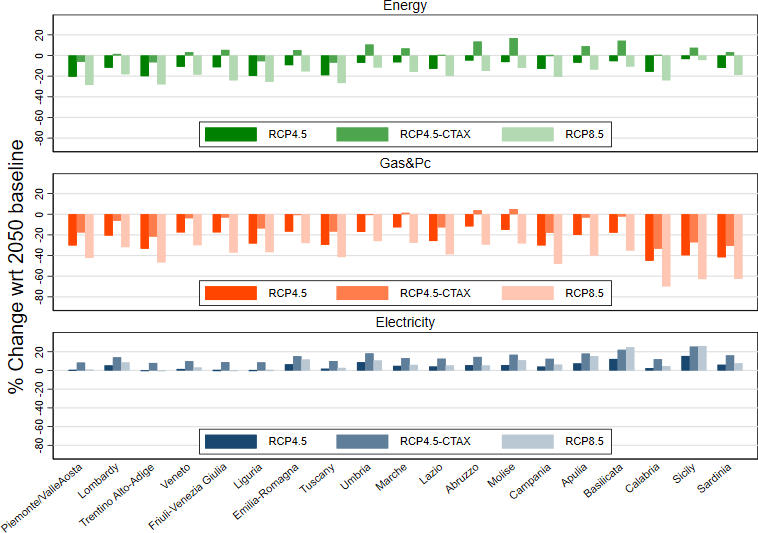 Energy
20
0
-20
-40
-60
-80
RCP4.5 RCP4.5-CTAX RCP8.5
Gas&Pc
20
0
-20
-40
-60
-80
RCP4.5 RCP4.5-CTAX RCP8.5
Electricity
20
0
-20
-40
-60
-80
RCP4.5 RCP4.5-CTAX RCP8.5
% Change wrt 2050 baseline
Piemonte/ValleAosta
Lombardy
Trentino Alto-Adige
Veneto
Friuli-Venezia Giulia
Liguria
Emilia-Romagna
Tuscany
Umbria
Marche
Lazio
Abruzzo
Molise
Campania
Apulia
Basilicata
Calabria
Sicily
Sardinia